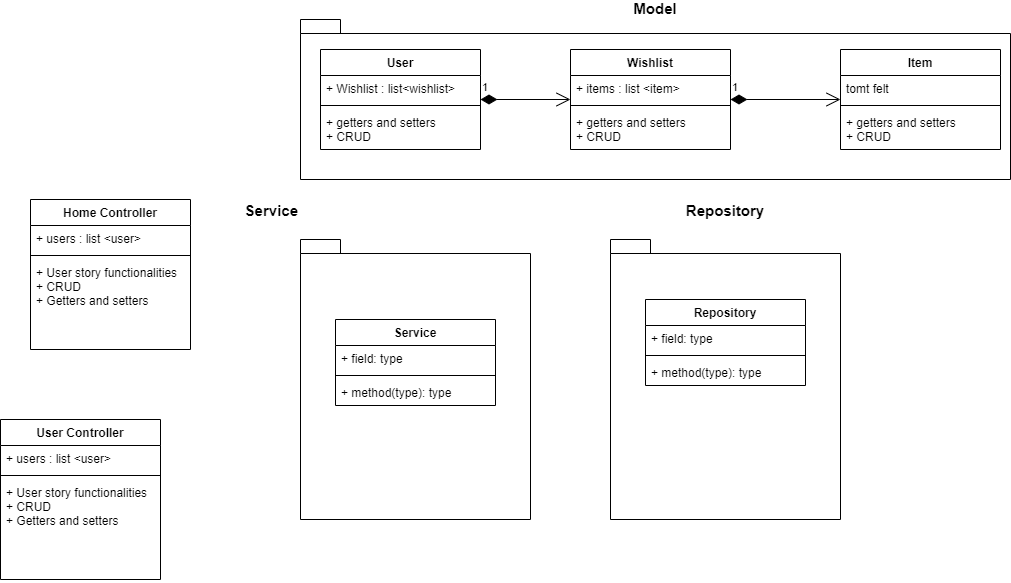 Model
User
+ Wishlist : list<wishlist>
+ getters and setters
+ CRUD
1
Wishlist
+ items : list <item>
+ getters and setters
+ CRUD
1
Item
tomt felt
+ getters and setters
+ CRUD
Home Controller
+ users : list <user>
+ User story functionalities
+ CRUD
+ Getters and setters
Service
Service
+ field: type
+ method(type): type
Repository
Repository
+ field: type
+ method(type): type
User Controller
+ users : list <user>
+ User story functionalities
+ CRUD
+ Getters and setters